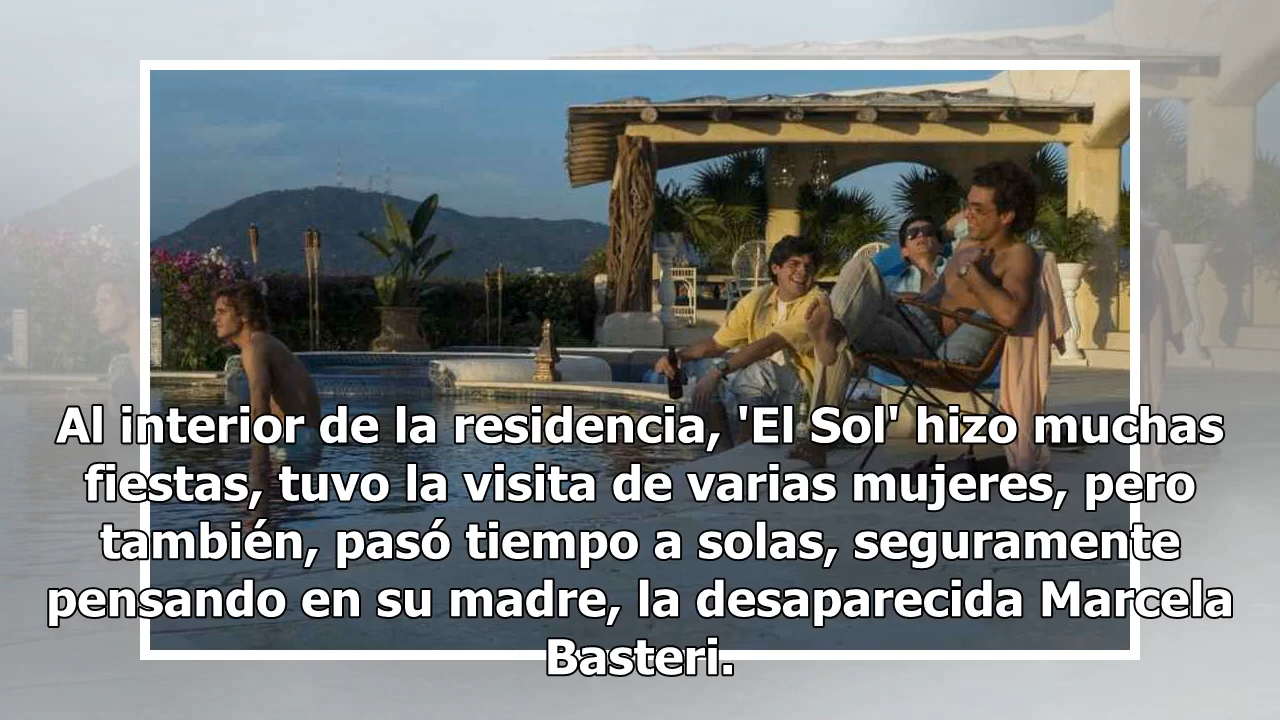 Al interior de la residencia, 'El Sol' hizo muchas
fiestas, tuvo la visita de varias mujeres, pero
también, pasó tiempo a solas, seguramente
pensando en su madre, la desaparecida Marcela
Basteri.